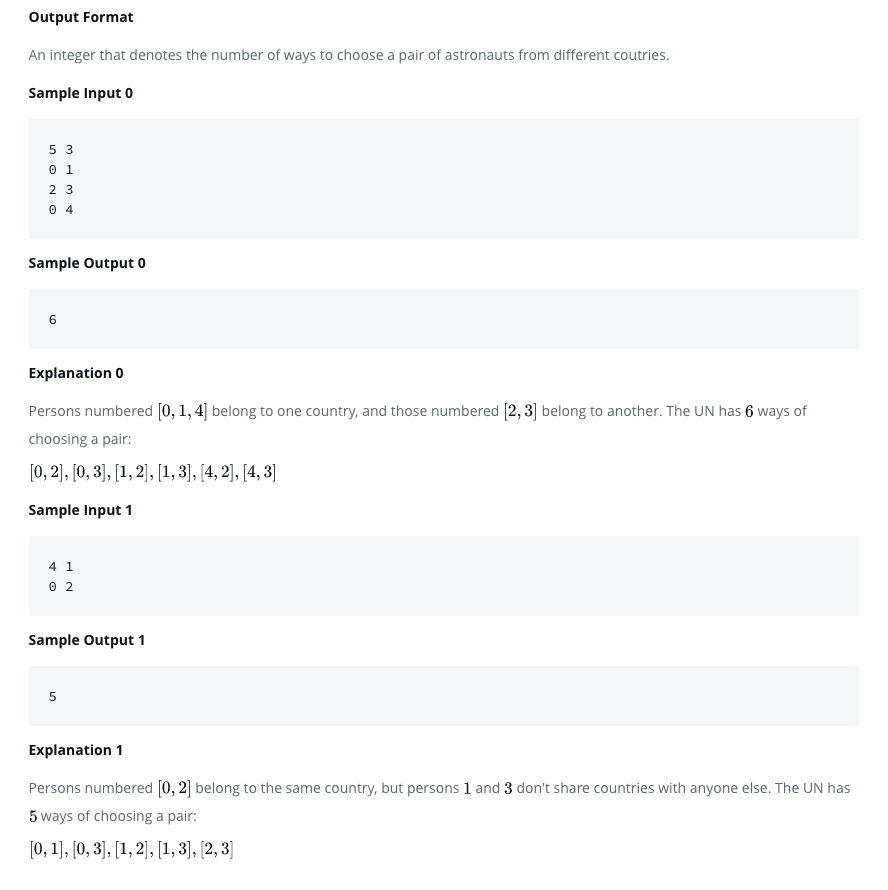 Output Format
An integer that denotes the number of ways to choose a pair of astronauts from different coutries.
Sample Input 0
5 3
0 1
2 3
0 4
Sample Output 0
6
Explanation 0
Persons numbered [0, 1, 4] belong to one country, and those numbered [2, 3] belong to another. The UN has 6 ways of
choosing a pair:
[0, 2], [0, 3], [1, 2], [1, 3], [4, 2], [4, 3]
Sample Input 1
4 1
0 2
Sample Output 1
5
Explanation 1
Persons numbered [0, 2] belong to the same country, but persons 1 and 3 don't share countries with anyone else. The UN has
5 ways of choosing a pair:
[0, 1], [0, 3], [1, 2], [1, 3], [2, 3]